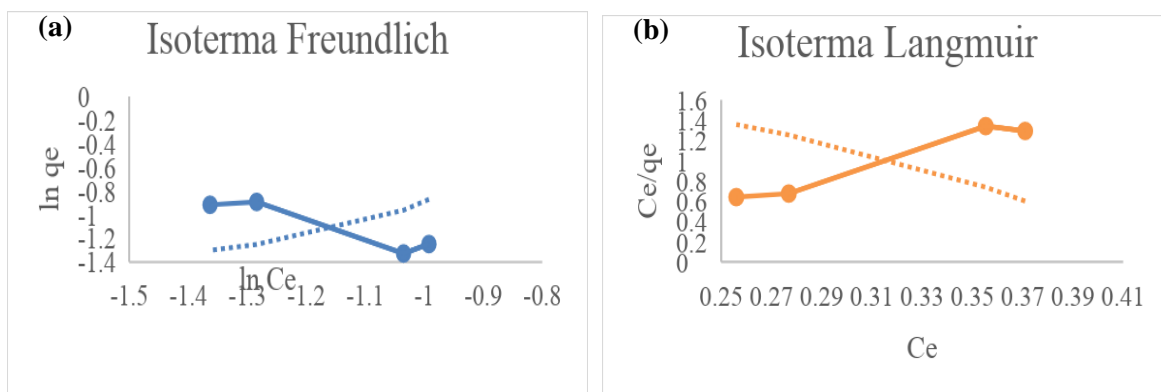 (a)
Isoterma Freundlich
0
-0.2
-0.4
-0.6
-0.8
-1
-1.2
-1.4
ln qe
ln Ce
-1.5 -1.4 -1.3 -1.2 -1.1 -1 -0.9 -0.8
(b)
Isoterma Langmuir
1.6
1.4
1.2
1
0.8
0.6
0.4
0.2
0
Ce/qe
0.25 0.27 0.29 0.31 0.33 0.35 0.37 0.39 0.41
Ce